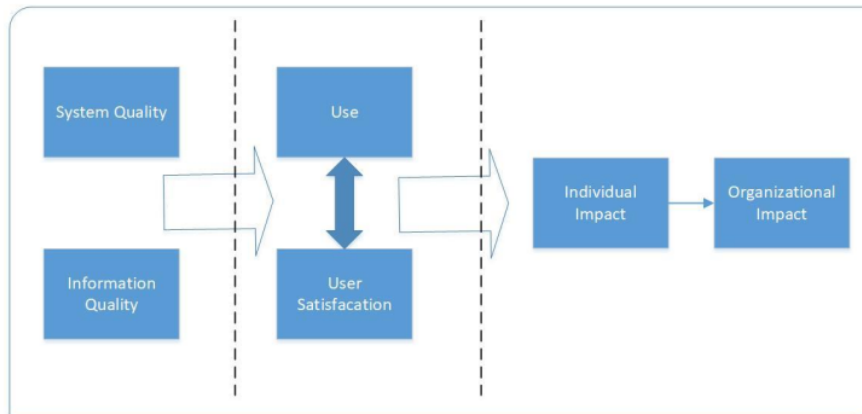 System Quality
Use
Individual
Impact
Organizational
Impact
Information
Quality
User
Satisfacation